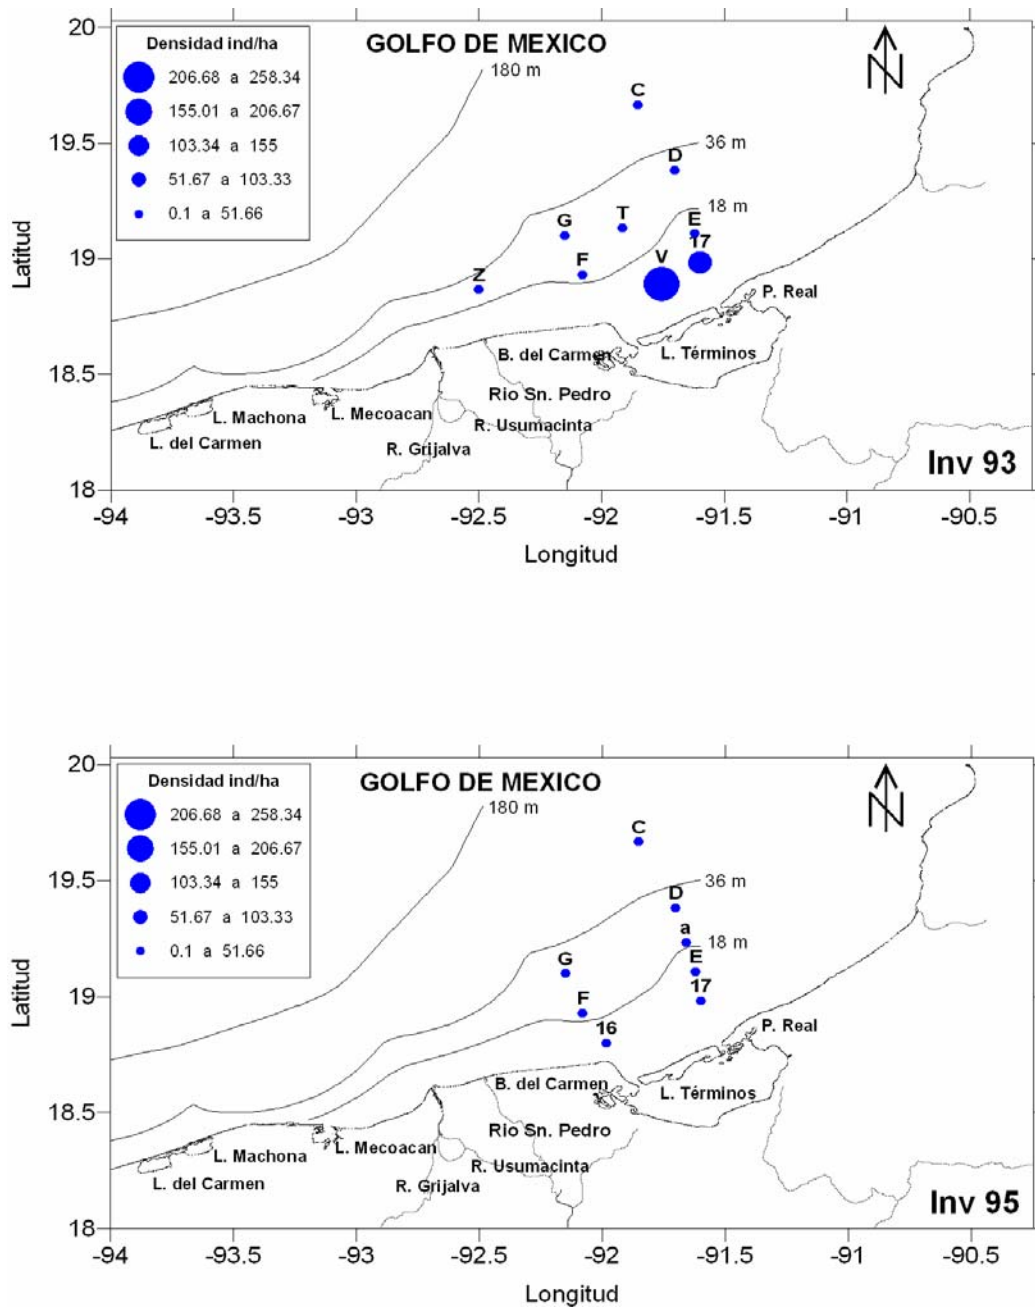 GOLFO DE MEXICO
Densidad ind/ha
206.68 a 258.34
155.01 a 206.67
103.34 a 155
51.67 a 103.33
0.1 a 51.66
180 m
C
36 m
D
18 m
T
G
E
17
F
V
Z
P. Real
L. Términos
B. del Carmen
Rio Sn. Pedro
L. Machona
L. Mecoacan
R. Usumacinta
L. del Carmen
R. Grijalva
Inv 93
20
19.5
19
18.5
18
Latitud
-94
-93.5
-93
-92.5
-92
-91.5
-91
-90.5
Longitud
N
GOLFO DE MEXICO
Densidad ind/ha
206.68 a 258.34
155.01 a 206.67
103.34 a 155
51.67 a 103.33
0.1 a 51.66
180 m
C
36 m
D
a
18 m
G
E
17
F
16
P. Real
B. del Carmen
L. Términos
Rio Sn. Pedro
L. Machona
L. Mecoacan
R. Usumacinta
L. del Carmen
R. Grijalva
Inv 95
20
19.5
19
18.5
18
Latitud
-94
-93.5
-93
-92.5
-92
-91.5
-91
-90.5
Longitud
N